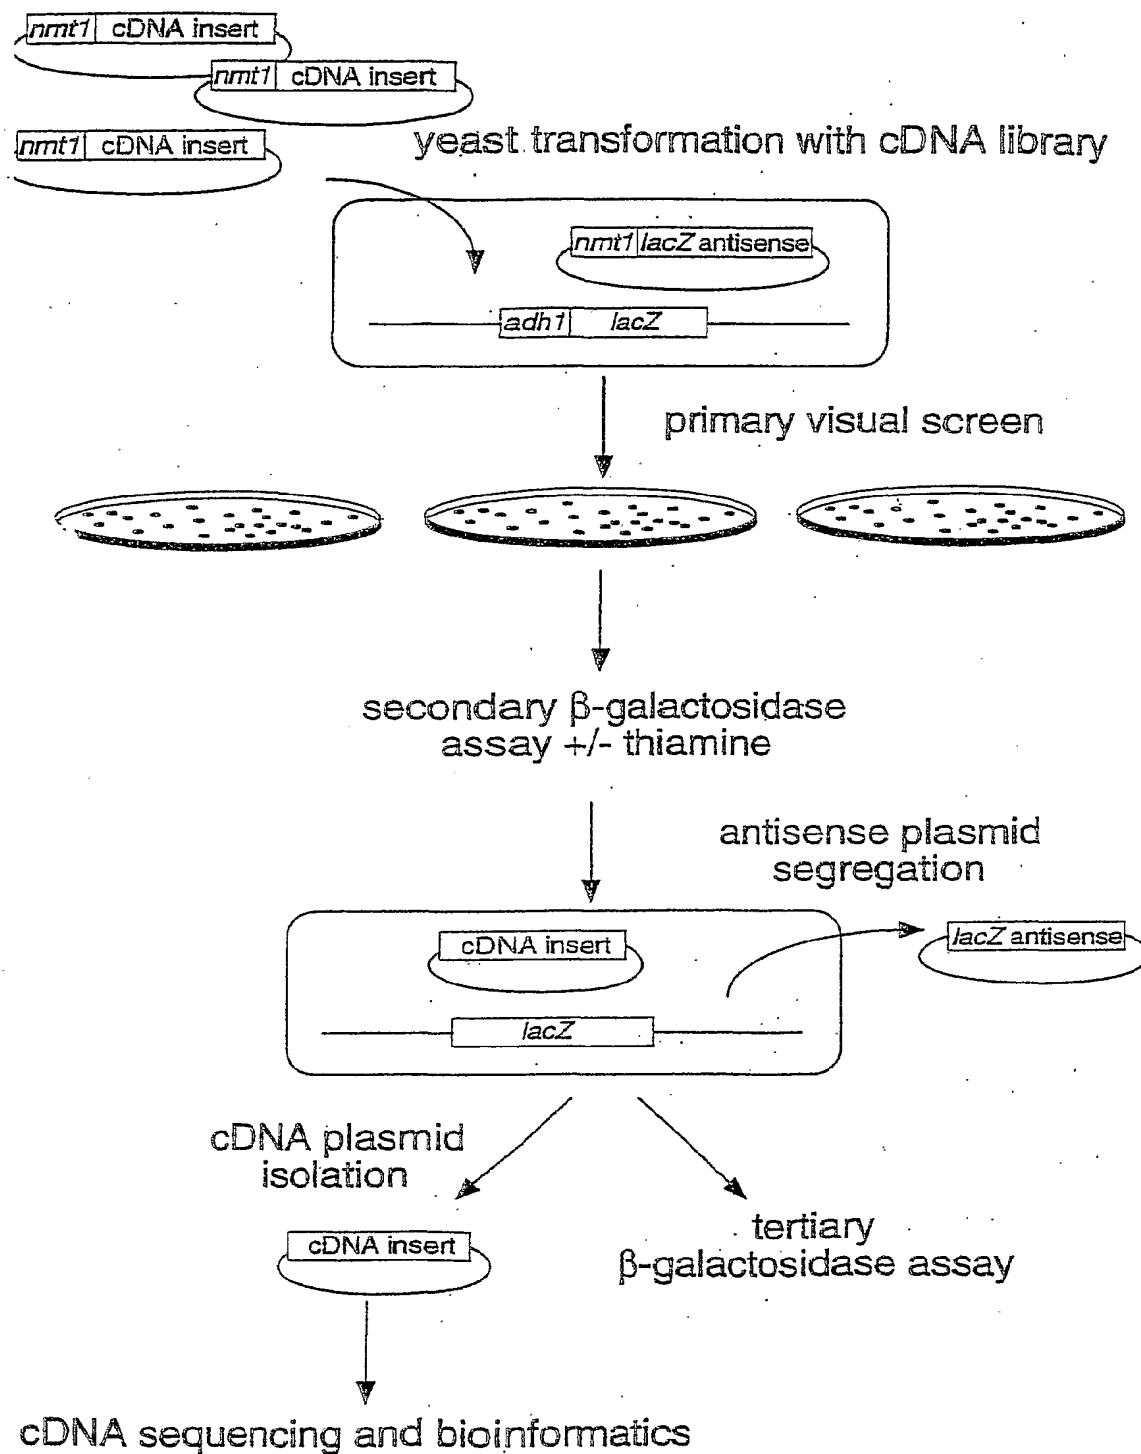 nmt1 cDNA insert
nmt1 cDNA insert
nmt1 cDNA insert
yeast transformation with cDNA library
nmt1 lacZ antisense
adh1 lacZ
primary visual screen
secondary β-galactosidase
assay +/- thiamine
antisense plasmid
segregation
cDNA insert
lacZ antisense
lacZ
cDNA plasmid
isolation
cDNA insert
tertiary
β-galactosidase assay
cDNA sequencing and bioinformatics